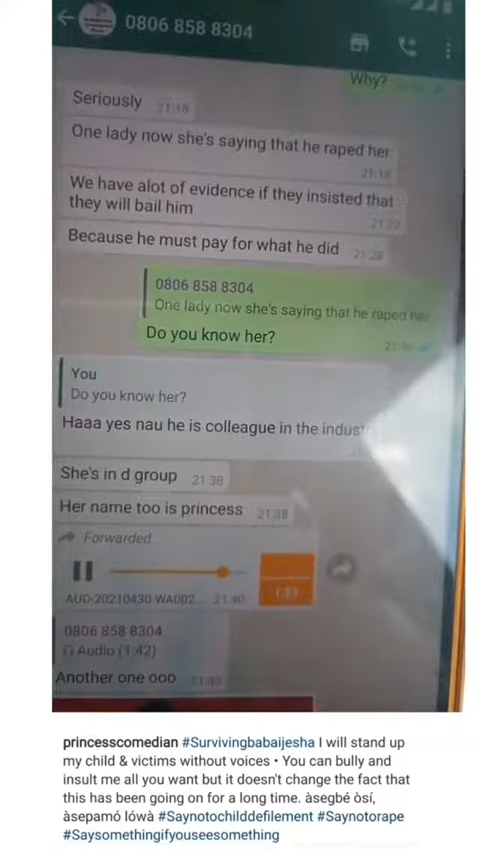 0806 858 8304
Why?
Seriously 21:18
One lady now she's saying that he raped her
21:18
We have alot of evidence if they insisted that
they will bail him
21:22
Because he must pay for what he did 21:28
0806 858 8304
One lady now she's saying that he raped her
Do you know her?
You
Do you know her?
Haaa yes nau he is colleague in the indus
She's in d group 21:38
Her name too is princess 21:38
Forwarded
AUD-20210430-WA002... 21:40
0806 858 8304
Audio (1:42)
Another one ooo 21:40
princesscomedian #Survivingbabaijesha I will stand up
my child & victims without voices • You can bully and
insult me all you want but it doesn't change the fact that
this has been going on for a long time. àsegbé òsí,
àsepamó lówà #Saynotochilddefilement #Saynotorape
#Saysomethingifyouseesomething